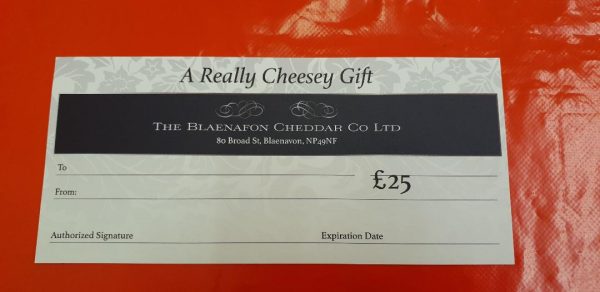 A Really Cheesey Gift
THE BLAENAFON CHEDDAR CO LTD
80 Broad St, Blaenavon, NP49NF
To
£25
From:
Authorized Signature Expiration Date